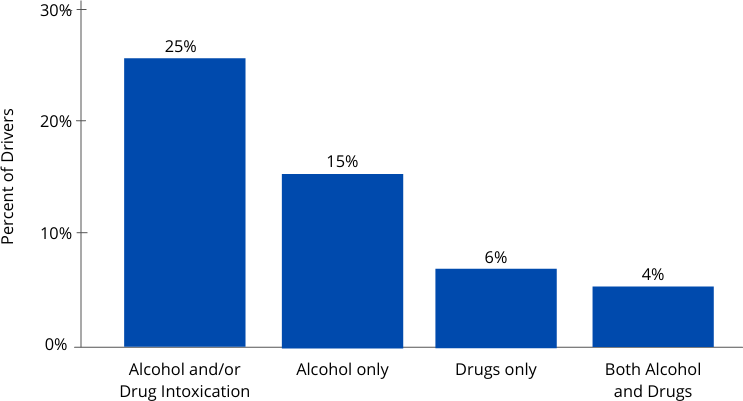 30%
25%
20%
15%
Percent of Drivers
10%
6%
4%
0%
Alcohol and/or
Drug Intoxication
Alcohol only
Drugs only
Both Alcohol
and Drugs